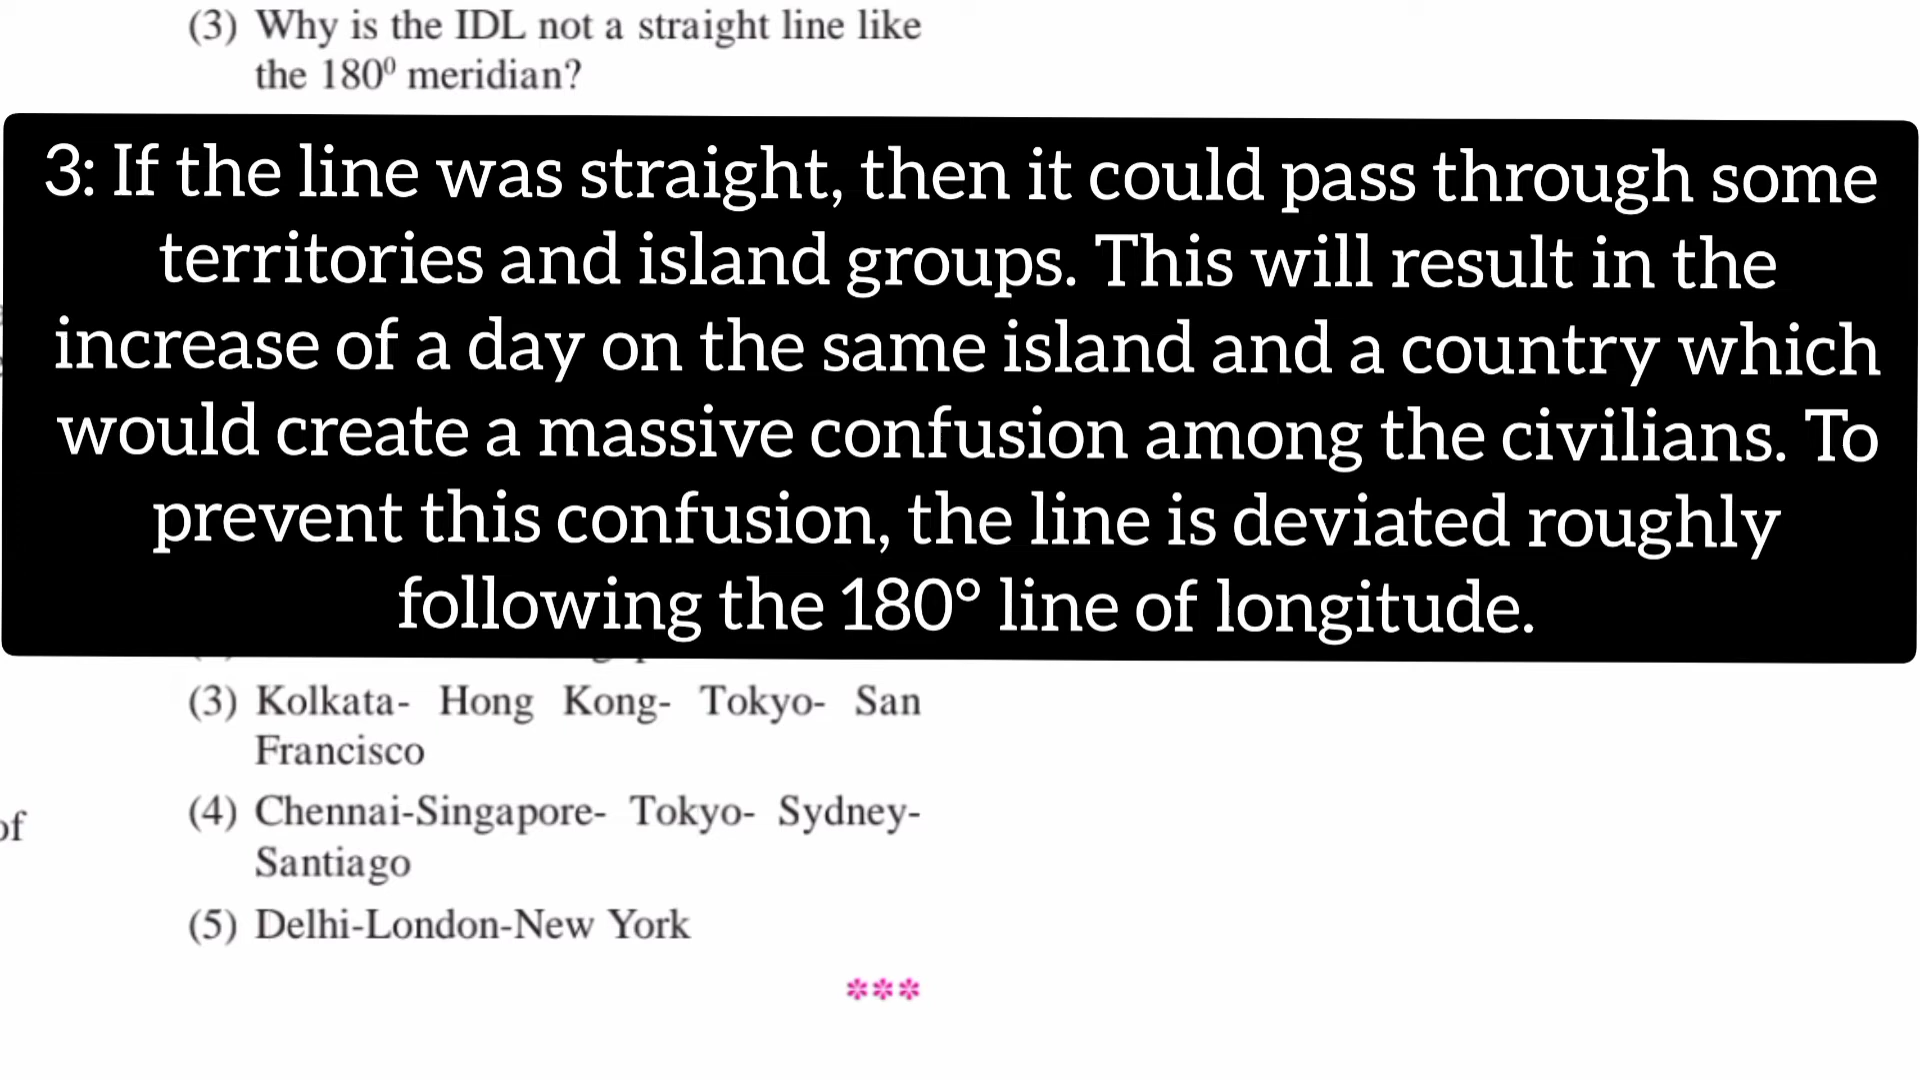 (3) Why is the IDL not a straight line like
the 180⁰ meridian?
3: If the line was straight, then it could pass through some
territories and island groups. This will result in the
increase of a day on the same island and a country which
would create a massive confusion among the civilians. To
prevent this confusion, the line is deviated roughly
following the 180° line of longitude.
(3) Kolkata- Hong Kong- Tokyo- San
Francisco
of
(4) Chennai-Singapore- Tokyo- Sydney-
Santiago
(5) Delhi-London-New York
***